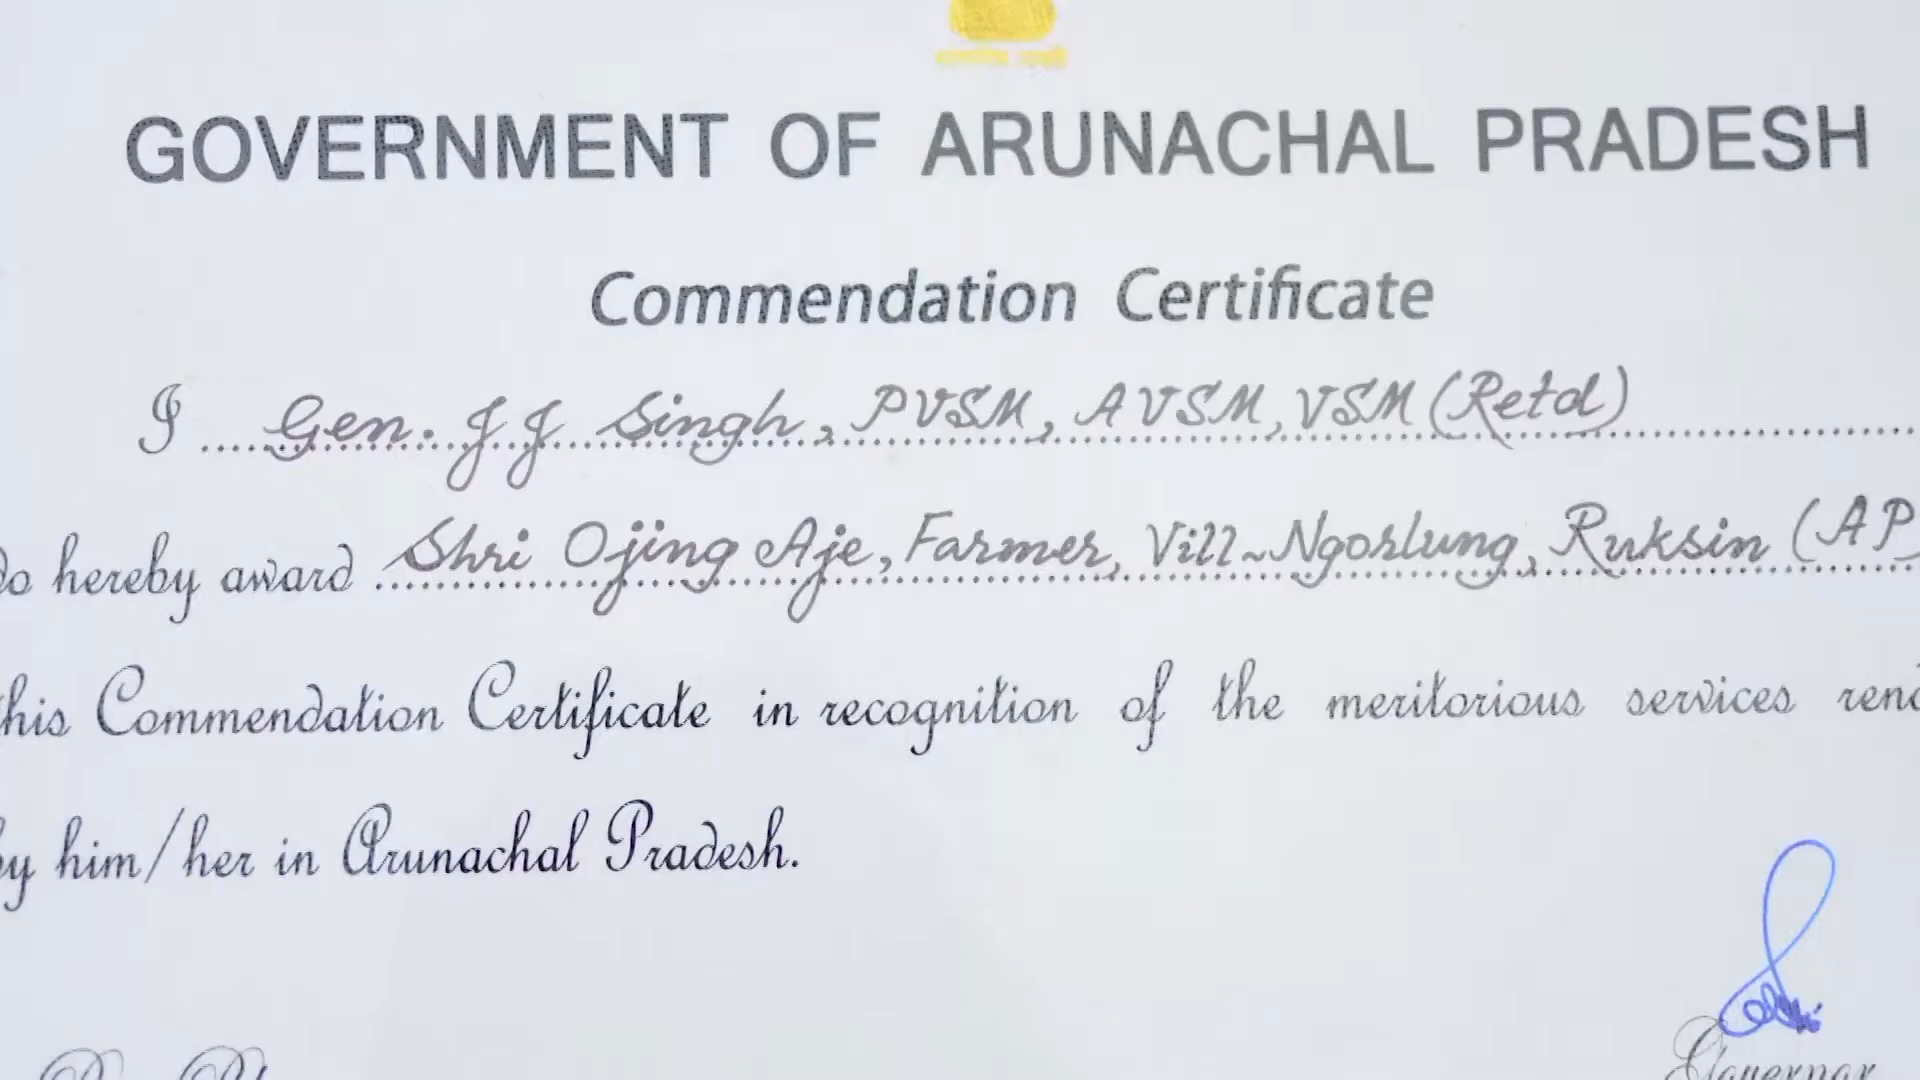 GOVERNMENT OF ARUNACHAL PRADESH
Commendation Certificate
I Gen. J J Singh, PVSM, AVSM, VSM (Retd)
do hereby award Shri Ojing Aje, Farmer, Vill~Ngorlung, Ruksin (AP)
this Commendation Certificate in recognition of the meritorious services
by him/her in Arunachal Pradesh.
Governor